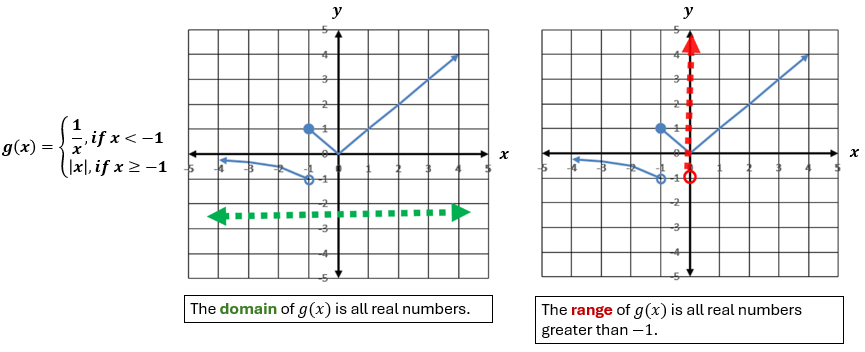 g(x) = { 1/x, if x < −1
|x|, if x ≥ −1
y
5
4
3
2
1
-5 -4 -3 -2 -1 0 1 2 3 4 5
x
-1
-2
-3
-4
-5
The domain of g(x) is all real numbers.
y
5
4
3
2
1
-5 -4 -3 -2 -1 0 1 2 3 4 5
x
-1
-2
-3
-4
-5
The range of g(x) is all real numbers
greater than −1.